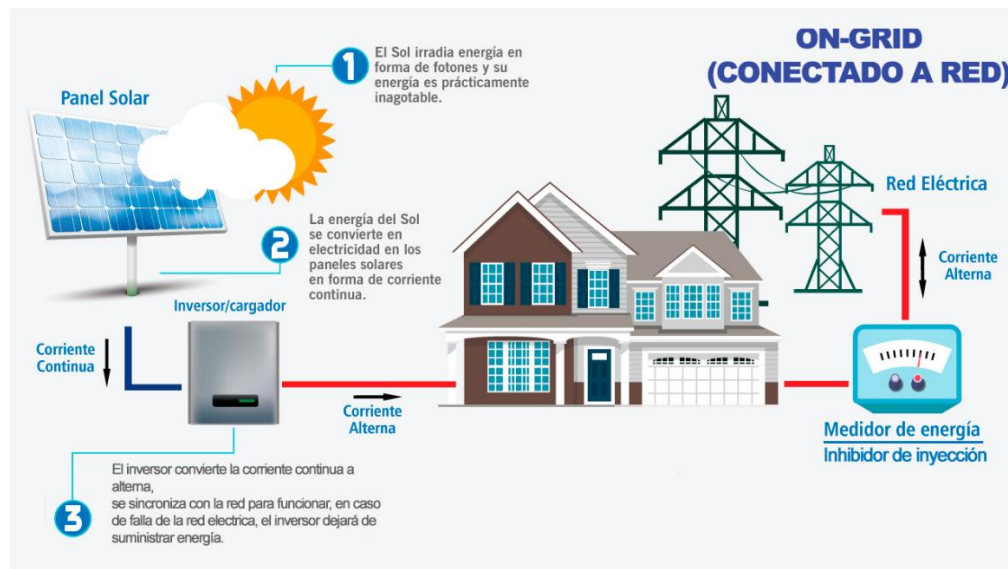 ON-GRID
(CONECTADO A RED)
1
El Sol irradia energía en
forma de fotones y su
energía es prácticamente
inagotable.
Panel Solar
Red Eléctrica
2
La energía del Sol
se convierte en
electricidad en los
paneles solares
en forma de corriente
continua.
Corriente
Alterna
Inversor/cargador
Corriente
Continua
Corriente
Alterna
Medidor de energía
Inhibidor de inyección
3
El inversor convierte la corriente continua a
alterna,
se sincroniza con la red para funcionar, en caso
de falla de la red electrica, el inversor dejará de
suministrar energía.